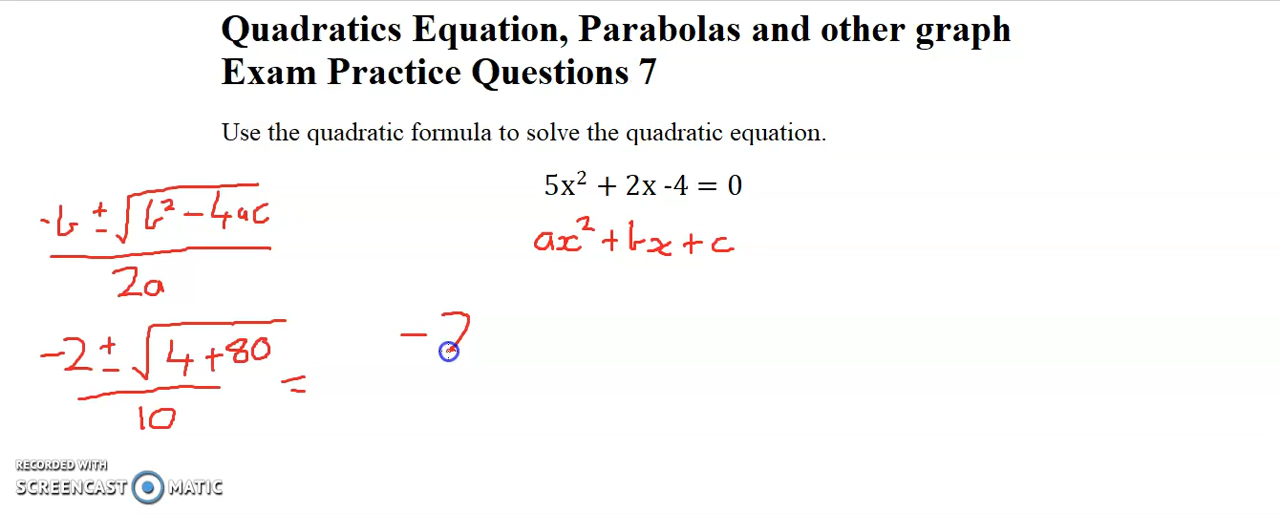 Quadratics Equation, Parabolas and other graph
Exam Practice Questions 7
Use the quadratic formula to solve the quadratic equation.
5x² + 2x -4 = 0
ax² + bx + c
-b ± √b² - 4ac
2a
-2 ± √4 + 80 =
10
- 2
RECORDED WITH
SCREENCAST MATIC